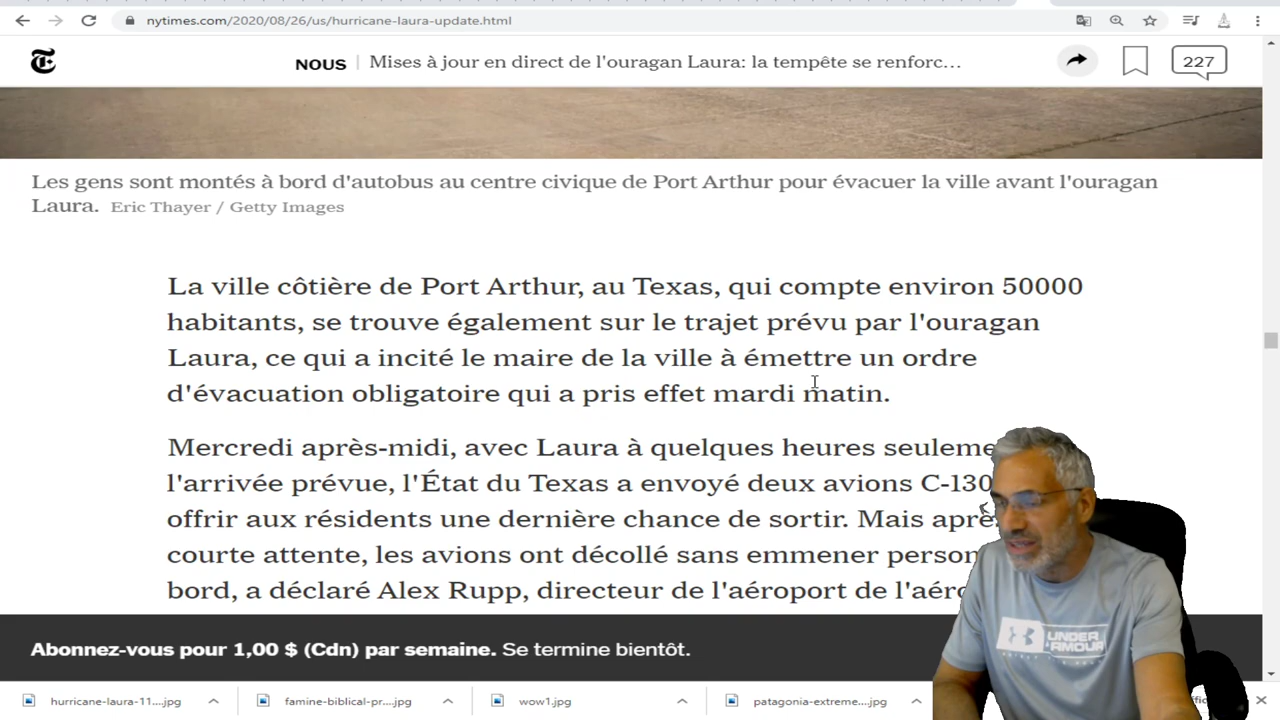 nytimes.com/2020/08/26/us/hurricane-laura-update.html
NOUS | Mises à jour en direct de l'ouragan Laura: la tempête se renforc…
227
Les gens sont montés à bord d'autobus au centre civique de Port Arthur pour évacuer la ville avant l'ouragan
Laura. Eric Thayer / Getty Images
La ville côtière de Port Arthur, au Texas, qui compte environ 50000
habitants, se trouve également sur le trajet prévu par l'ouragan
Laura, ce qui a incité le maire de la ville à émettre un ordre
d'évacuation obligatoire qui a pris effet mardi matin.
Mercredi après-midi, avec Laura à quelques heures
l'arrivée prévue, l'État du Texas a envoyé deux avions C-130
offrir aux résidents une dernière chance de sortir. Mais
courte attente, les avions ont décollé sans emmener
bord, a déclaré Alex Rupp, directeur de l'aéroport de
Abonnez-vous pour 1,00 $ (Cdn) par semaine. Se termine bientôt.
hurricane-laura-11....jpg famine-biblical-pr....jpg wow1.jpg patagonia-extreme....jpg
UNDER ARMOUR